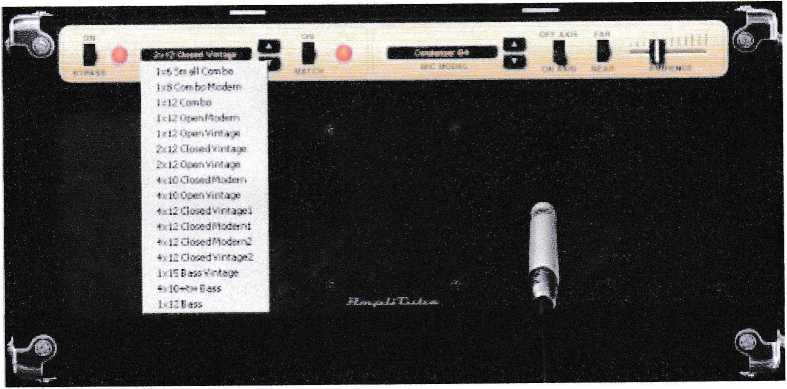 ON
ON
OFF AXIS
FAR
2x12 Closed Vintage
Condenser 84
BYPASS
MATCH
MIC MODEL
ON AXIS
NEAR
AMBIENCE
1x6 Small Combo
1x8 Combo Modern
1x12 Combo
1x12 Open Modern
1x12 Open Vintage
2x12 Closed Vintage
2x12 Open Vintage
4x10 Closed Modern
4x10 Open Vintage
4x12 Closed Vintage1
4x12 Closed Modern1
4x12 Closed Modern2
4x12 Closed Vintage2
1x15 Bass Vintage
4x10+tw Bass
1x12 Bass
AmpliTube